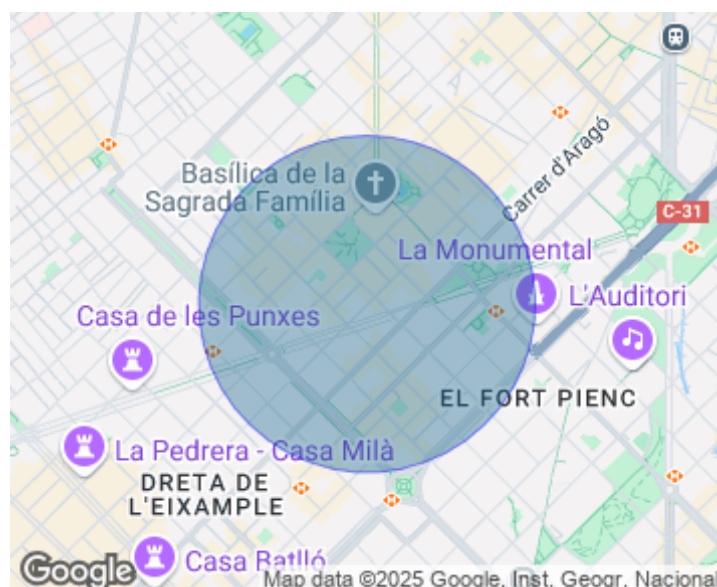 Basílica de la
Sagrada Família
Carrer d'Aragó
C-31
La Monumental
L'Auditori
Casa de les Punxes
EL FORT PIENC
La Pedrera - Casa Milà
DRETA DE
L'EIXAMPLE
Casa Batlló
Google
Map data ©2025 Google, Inst. Geogr. Nacional